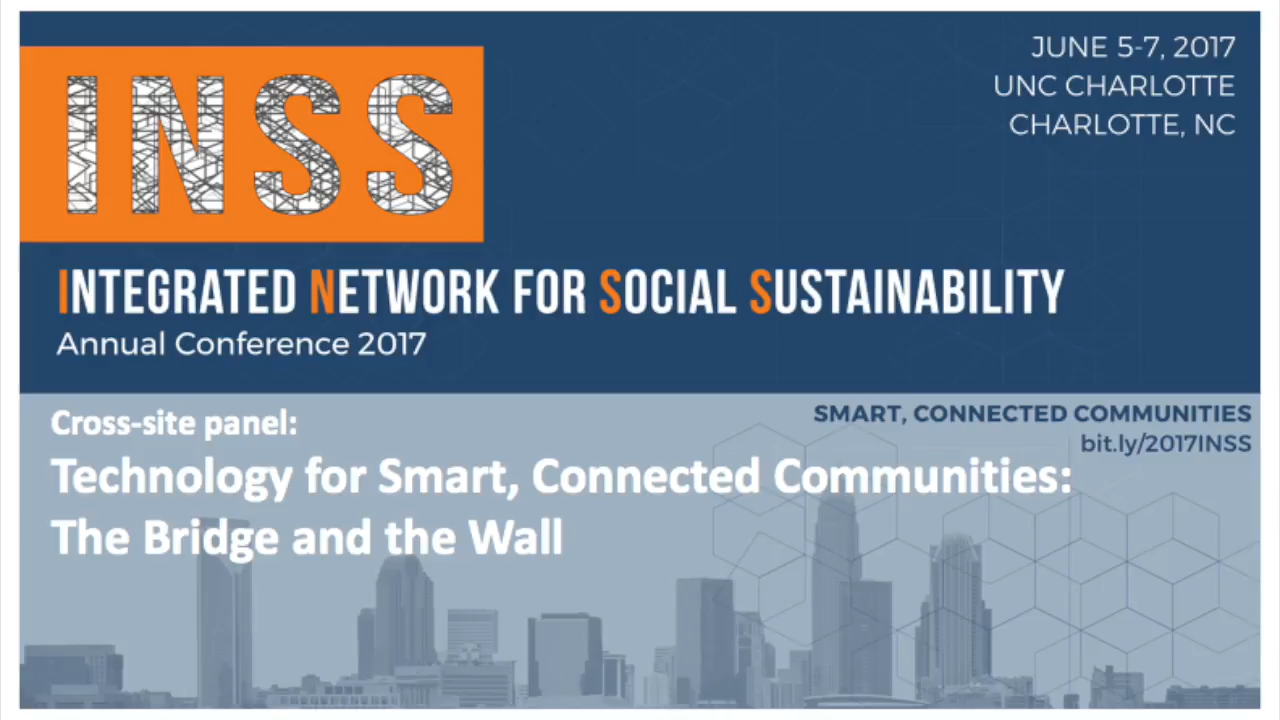 INSS
JUNE 5-7, 2017
UNC CHARLOTTE
CHARLOTTE, NC
INTEGRATED NETWORK FOR SOCIAL SUSTAINABILITY
Annual Conference 2017
SMART, CONNECTED COMMUNITIES
bit.ly/2017INSS
Cross-site panel:
Technology for Smart, Connected Communities:
The Bridge and the Wall